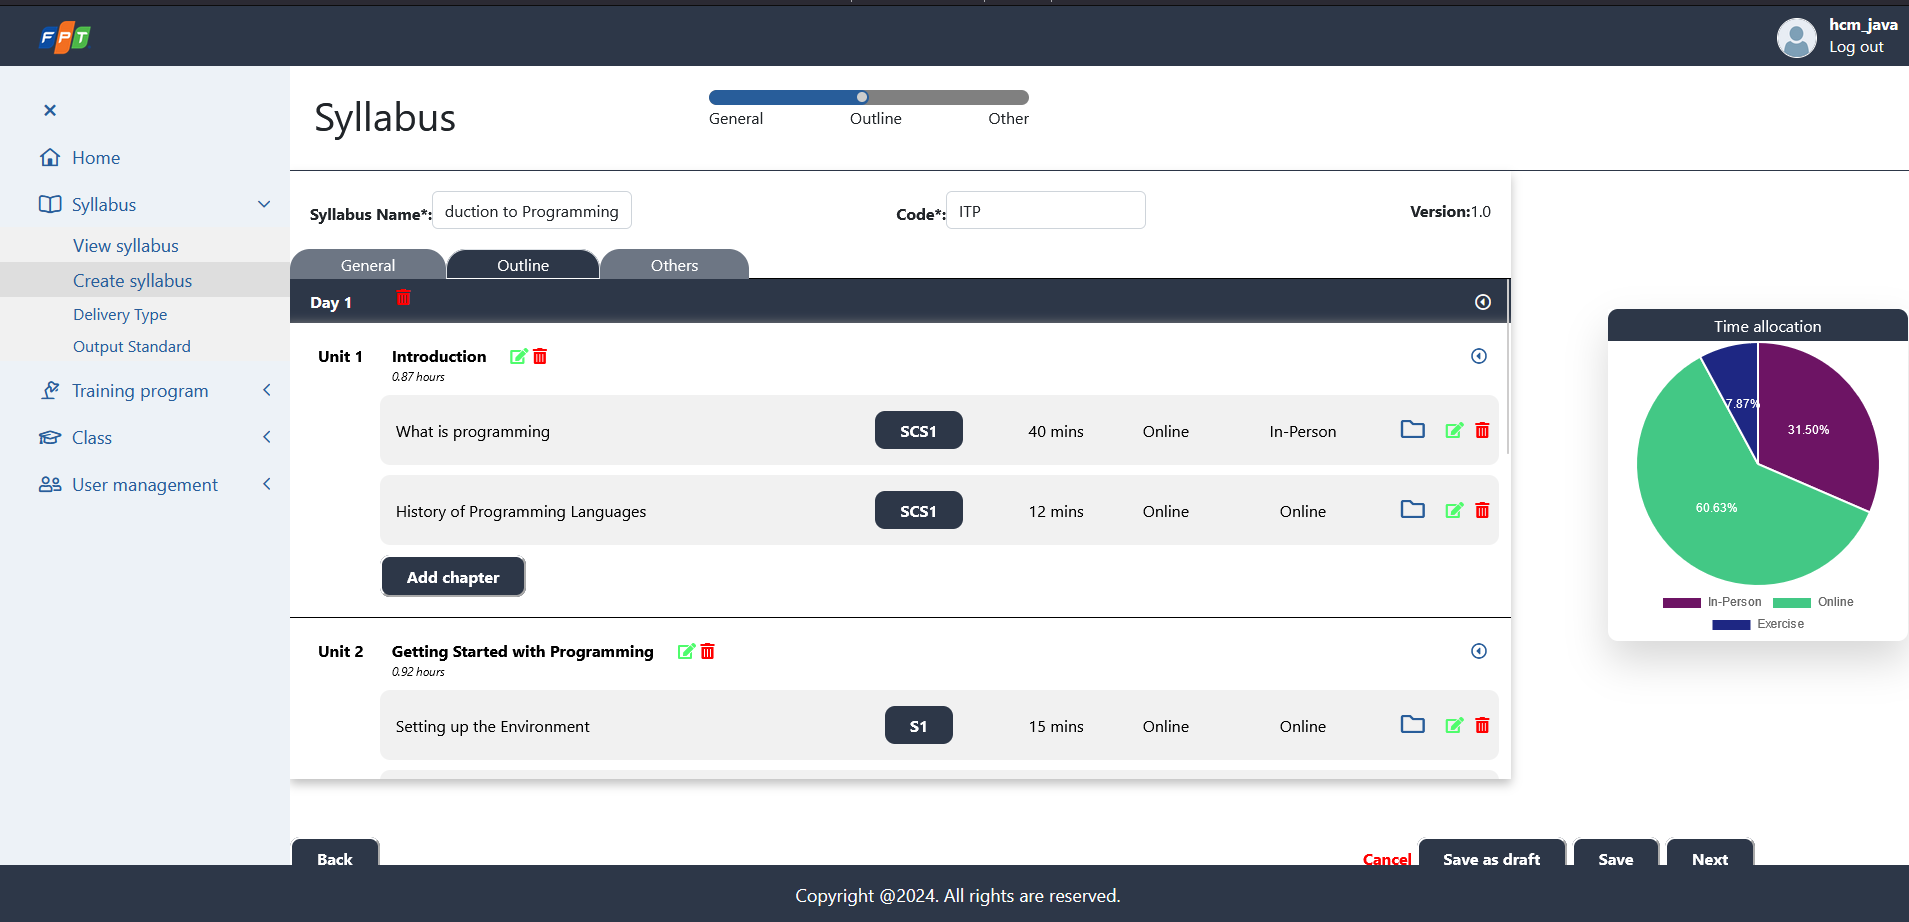 FPT
hcm_java
Log out
Home
Syllabus
View syllabus
Create syllabus
Delivery Type
Output Standard
Training program
Class
User management
Syllabus
General Outline Other
Syllabus Name*: duction to Programming Code*: ITP Version:1.0
General Outline Others
Day 1
Unit 1 Introduction
0.87 hours
What is programming SCS1 40 mins Online In-Person
History of Programming Languages SCS1 12 mins Online Online
Add chapter
Unit 2 Getting Started with Programming
0.92 hours
Setting up the Environment S1 15 mins Online Online
Time allocation
7.87%
31.50%
60.63%
In-Person Online
Exercise
Back Cancel Save as draft Save Next
Copyright @2024. All rights are reserved.